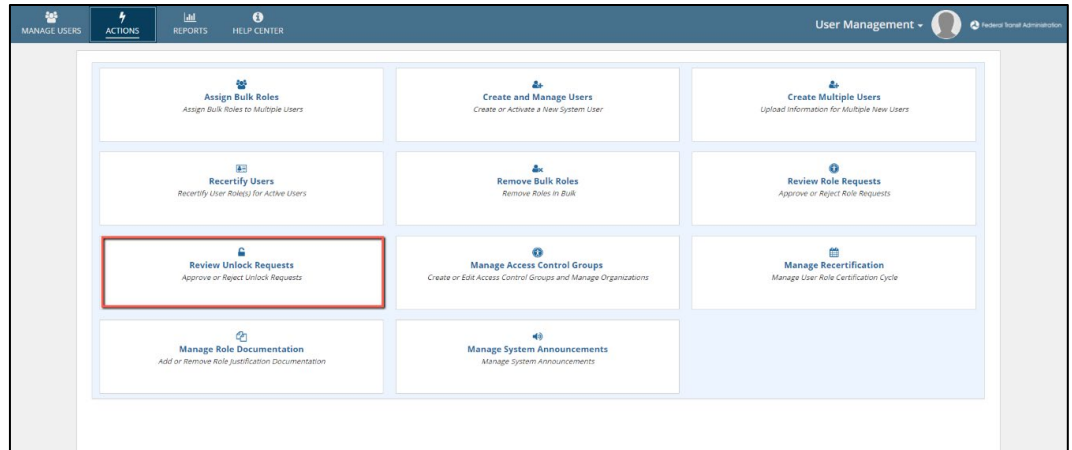 MANAGE USERS
ACTIONS
REPORTS
HELP CENTER
User Management
Federal Transit Administration
Assign Bulk Roles
Assign Bulk Roles to Multiple Users
Create and Manage Users
Create or Activate a New System User
Create Multiple Users
Upload Information for Multiple New Users
Recertify Users
Recertify User Role(s) for Active Users
Remove Bulk Roles
Remove Roles in Bulk
Review Role Requests
Approve or Reject Role Requests
Review Unlock Requests
Approve or Reject Unlock Requests
Manage Access Control Groups
Create or Edit Access Control Groups and Manage Organizations
Manage Recertification
Manage User Role Certification Cycle
Manage Role Documentation
Add or Remove Role Justification Documentation
Manage System Announcements
Manage System Announcements